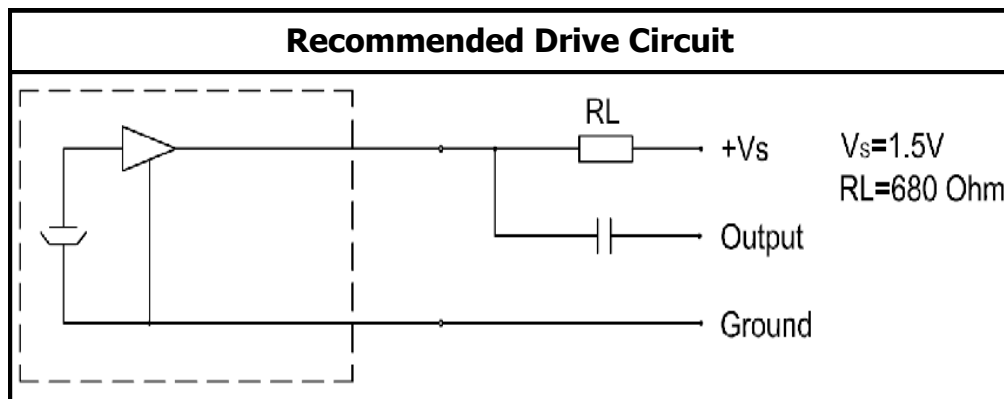 Recommended Drive Circuit
RL
+Vs
Vs=1.5V
RL=680 Ohm
Output
Ground